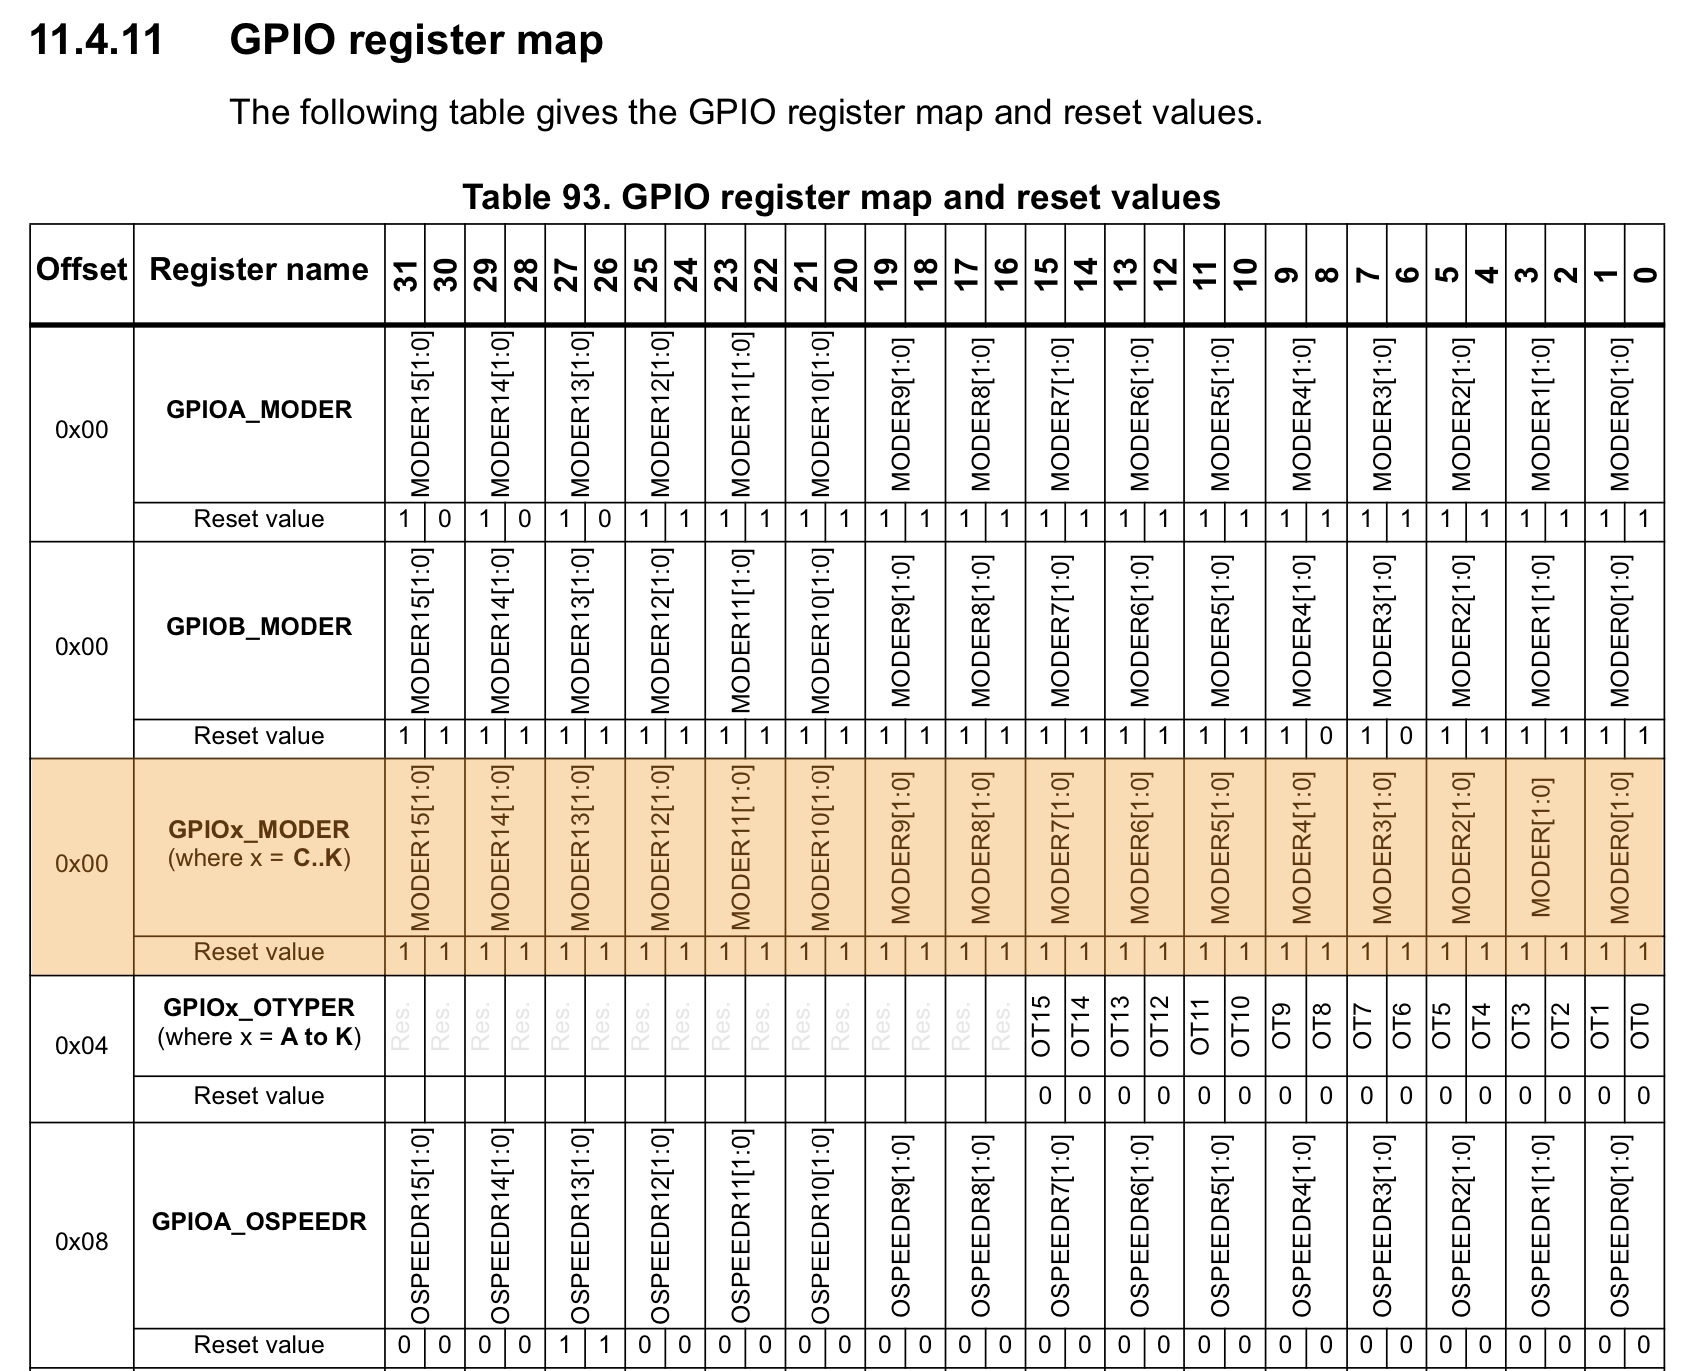 11.4.11 GPIO register map
The following table gives the GPIO register map and reset values.
Table 93. GPIO register map and reset values
Offset Register name 31 30 29 28 27 26 25 24 23 22 21 20 19 18 17 16 15 14 13 12 11 10 9 8 7 6 5 4 3 2 1 0
0x00 GPIOA_MODER MODER15[1:0] MODER14[1:0] MODER13[1:0] MODER12[1:0] MODER11[1:0] MODER10[1:0] MODER9[1:0] MODER8[1:0] MODER7[1:0] MODER6[1:0] MODER5[1:0] MODER4[1:0] MODER3[1:0] MODER2[1:0] MODER1[1:0] MODER0[1:0]
Reset value 1 0 1 0 1 0 1 1 1 1 1 1 1 1 1 1 1 1 1 1 1 1 1 1 1 1 1 1 1 1 1 1
0x00 GPIOB_MODER MODER15[1:0] MODER14[1:0] MODER13[1:0] MODER12[1:0] MODER11[1:0] MODER10[1:0] MODER9[1:0] MODER8[1:0] MODER7[1:0] MODER6[1:0] MODER5[1:0] MODER4[1:0] MODER3[1:0] MODER2[1:0] MODER1[1:0] MODER0[1:0]
Reset value 1 1 1 1 1 1 1 1 1 1 1 1 1 1 1 1 1 1 1 1 1 1 1 0 1 0 1 1 1 1 1 1
0x00 GPIOx_MODER
(where x = C..K) MODER15[1:0] MODER14[1:0] MODER13[1:0] MODER12[1:0] MODER11[1:0] MODER10[1:0] MODER9[1:0] MODER8[1:0] MODER7[1:0] MODER6[1:0] MODER5[1:0] MODER4[1:0] MODER3[1:0] MODER2[1:0] MODER[1:0] MODER0[1:0]
Reset value 1 1 1 1 1 1 1 1 1 1 1 1 1 1 1 1 1 1 1 1 1 1 1 1 1 1 1 1 1 1 1 1
0x04 GPIOx_OTYPER
(where x = A to K) Res. Res. Res. Res. Res. Res. Res. Res. Res. Res. Res. Res. Res. Res. Res. Res. OT15 OT14 OT13 OT12 OT11 OT10 OT9 OT8 OT7 OT6 OT5 OT4 OT3 OT2 OT1 OT0
Reset value 0 0 0 0 0 0 0 0 0 0 0 0 0 0 0 0
0x08 GPIOA_OSPEEDR OSPEEDR15[1:0] OSPEEDR14[1:0] OSPEEDR13[1:0] OSPEEDR12[1:0] OSPEEDR11[1:0] OSPEEDR10[1:0] OSPEEDR9[1:0] OSPEEDR8[1:0] OSPEEDR7[1:0] OSPEEDR6[1:0] OSPEEDR5[1:0] OSPEEDR4[1:0] OSPEEDR3[1:0] OSPEEDR2[1:0] OSPEEDR1[1:0] OSPEEDR0[1:0]
Reset value 0 0 0 0 1 1 0 0 0 0 0 0 0 0 0 0 0 0 0 0 0 0 0 0 0 0 0 0 0 0 0 0